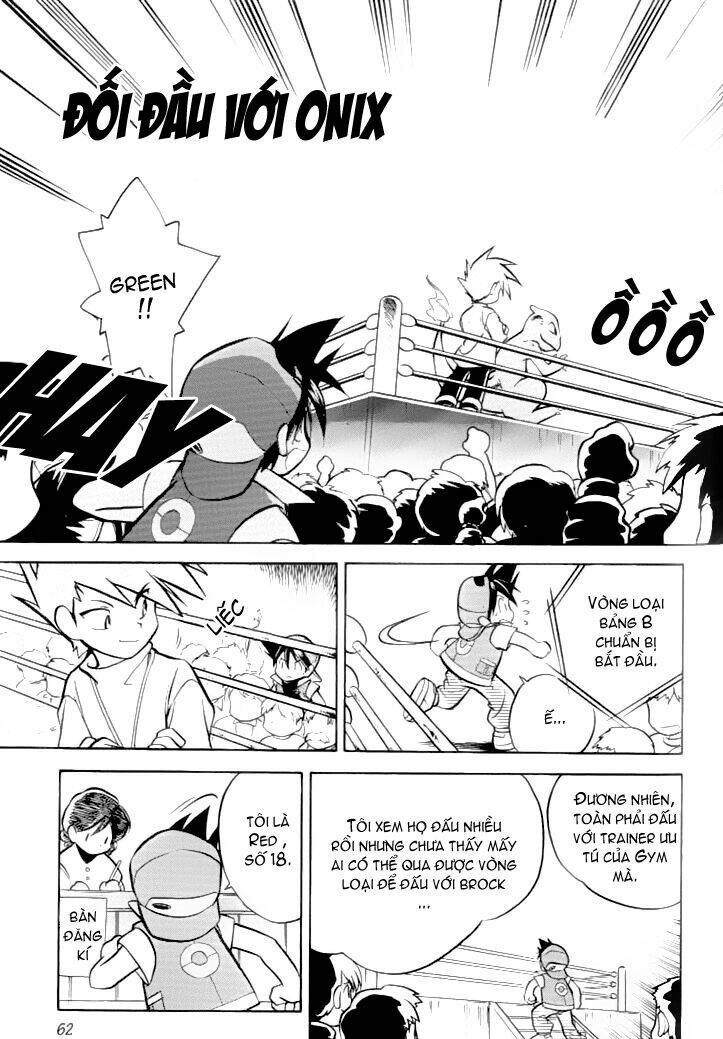 ĐỐI ĐẦU VỚI ONIX
GREEN
!!
Ồ Ồ Ồ
HAY
LIẾC
VÒNG LOẠI
BẢNG B
CHUẨN BỊ
BẮT ĐẦU.
Ế...
TÔI LÀ
RED ,
SỐ 18.
BÀN
ĐĂNG
KÍ
TÔI XEM HỌ ĐẤU NHIỀU
RỒI NHƯNG CHƯA THẤY MẤY
AI CÓ THỂ QUA ĐƯỢC VÒNG
LOẠI ĐỂ ĐẤU VỚI BROCK
...
ĐƯƠNG NHIÊN,
TOÀN PHẢI ĐẤU
VỚI TRAINER ƯU
TÚ CỦA GYM
MÀ.
62